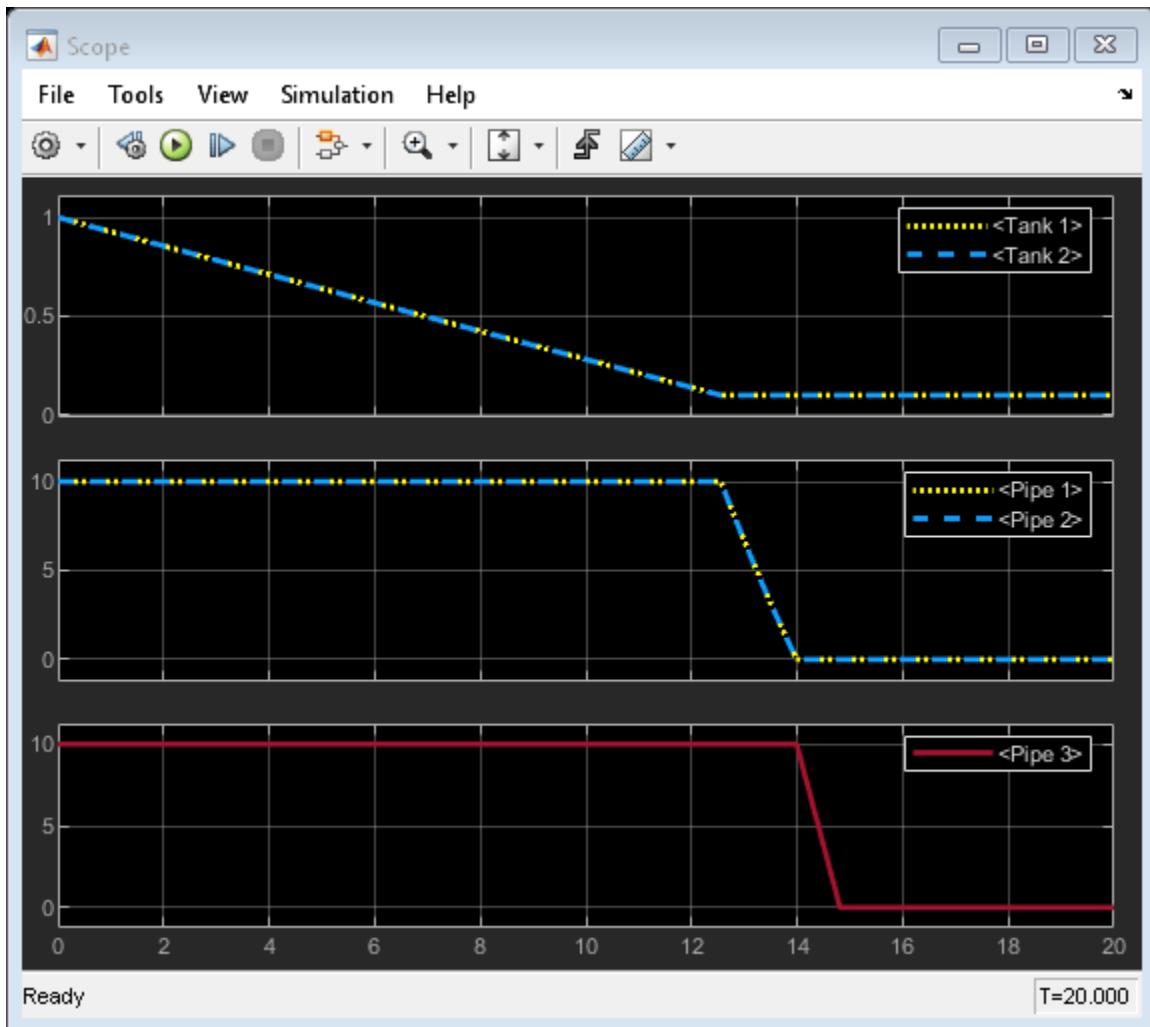 Scope
File Tools View Simulation Help
1
0.5
0
<Tank 1>
<Tank 2>
10
5
0
<Pipe 1>
<Pipe 2>
10
5
0
<Pipe 3>
0 2 4 6 8 10 12 14 16 18 20
Ready T=20.000